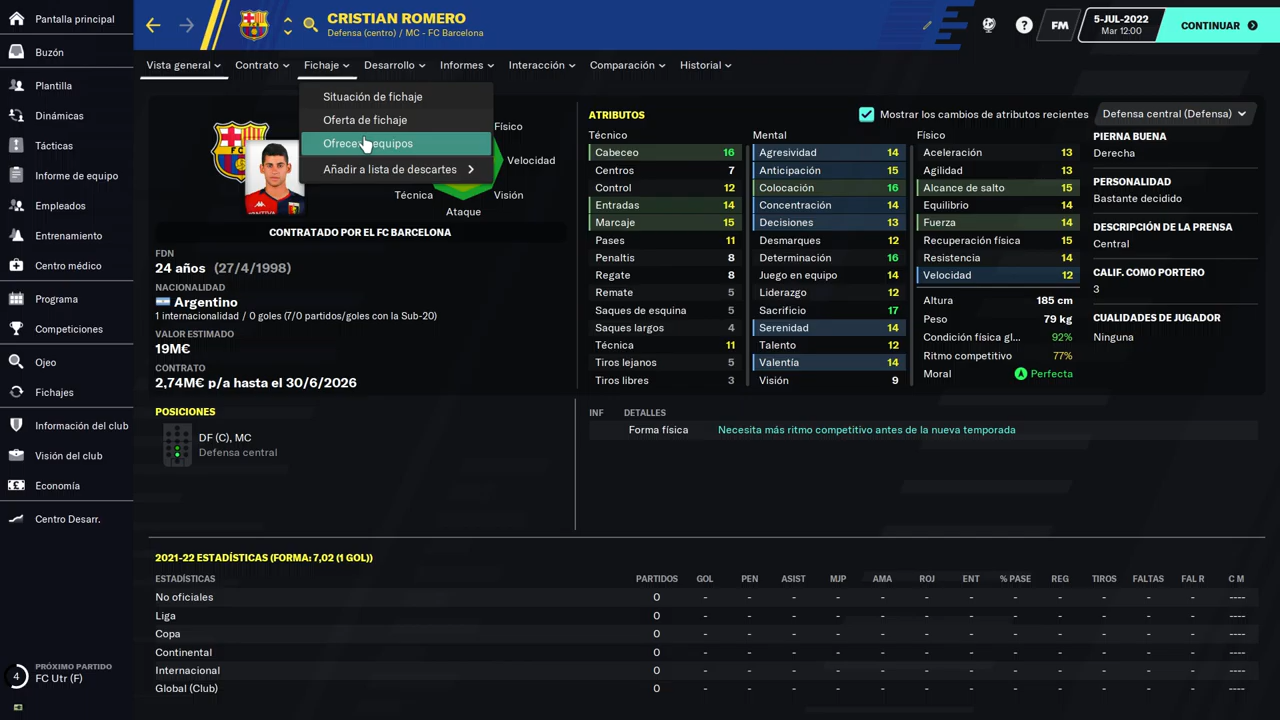 Pantalla principal
Buzón
Plantilla
Dinámicas
Tácticas
Informe de equipo
Empleados
Entrenamiento
Centro médico
Programa
Competiciones
Ojeo
Fichajes
Información del club
Visión del club
Economía
Centro Desarr.
4 PRÓXIMO PARTIDO
FC Utr (F)
CRISTIAN ROMERO
Defensa (centro) / MC - FC Barcelona
? FM 5-JUL-2022
Mar 12:00
CONTINUAR
Vista general Contrato Fichaje Desarrollo Informes Interacción Comparación Historial
Situación de fichaje
Oferta de fichaje
equipos
Añadir a lista de descartes
Físico
Velocidad
Visión
Técnica
Ataque
CONTRATADO POR EL FC BARCELONA
FDN
24 años (27/4/1998)
NACIONALIDAD
Argentino
1 internacionalidad / 0 goles (7/0 partidos/goles con la Sub-20)
VALOR ESTIMADO
19M€
CONTRATO
2,74M€ p/a hasta el 30/6/2026
ATRIBUTOS
Mostrar los cambios de atributos recientes
Defensa central (Defensa)
Técnico
Cabeceo 16
Centros 7
Control 12
Entradas 14
Marcaje 15
Pases 11
Penaltis 8
Regate 8
Remate 5
Saques de esquina 5
Saques largos 4
Técnica 11
Tiros lejanos 5
Tiros libres 3
Mental
Agresividad 14
Anticipación 15
Colocación 16
Concentración 14
Decisiones 13
Desmarques 12
Determinación 16
Juego en equipo 14
Liderazgo 12
Sacrificio 17
Serenidad 14
Talento 12
Valentía 14
Visión 9
Físico
Aceleración 13
Agilidad 13
Alcance de salto 15
Equilibrio 14
Fuerza 14
Recuperación física 15
Resistencia 14
Velocidad 12
Altura 185 cm
Peso 79 kg
Condición física gl... 92%
Ritmo competitivo 77%
Moral Perfecta
PIERNA BUENA
Derecha
PERSONALIDAD
Bastante decidido
DESCRIPCIÓN DE LA PRENSA
Central
CALIF. COMO PORTERO
3
CUALIDADES DE JUGADOR
Ninguna
POSICIONES
DF (C), MC
Defensa central
INF DETALLES
Forma física Necesita más ritmo competitivo antes de la nueva temporada
2021-22 ESTADÍSTICAS (FORMA: 7,02 (1 GOL))
ESTADÍSTICAS PARTIDOS GOL PEN ASIST MJP AMA ROJ ENT % PASE REG TIROS FALTAS FAL R C M
No oficiales 0 - - - - - - - - - - - - ----
Liga 0 - - - - - - - - - - - - ----
Copa 0 - - - - - - - - - - - - ----
Continental 0 - - - - - - - - - - - - ----
Internacional 0 - - - - - - - - - - - - ----
Global (Club) 0 - - - - - - - - - - - - ----